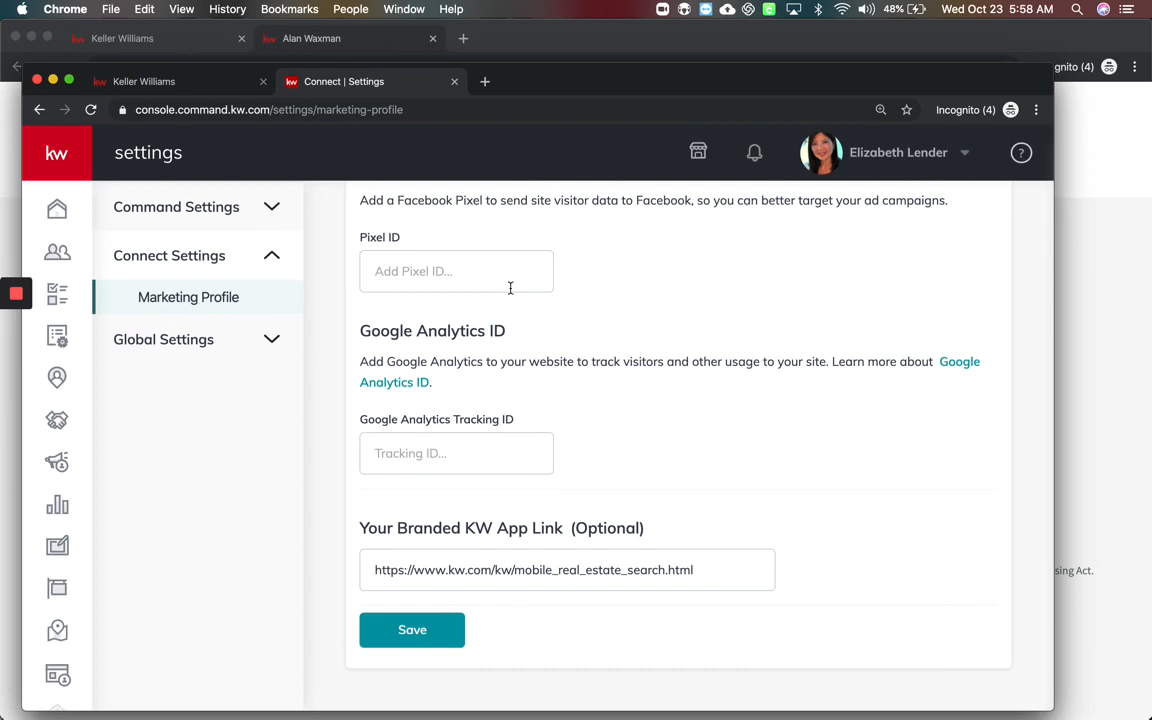 Chrome File Edit View History Bookmarks People Window Help 48% Wed Oct 23 5:58 AM
Keller Williams Alan Waxman
Keller Williams Connect | Settings
console.command.kw.com/settings/marketing-profile Incognito (4)
ognito (4)
kw settings Elizabeth Lender
Command Settings
Connect Settings
Marketing Profile
Global Settings
Add a Facebook Pixel to send site visitor data to Facebook, so you can better target your ad campaigns.
Pixel ID
Add Pixel ID...
Google Analytics ID
Add Google Analytics to your website to track visitors and other usage to your site. Learn more about Google
Analytics ID.
Google Analytics Tracking ID
Tracking ID...
Your Branded KW App Link (Optional)
https://www.kw.com/kw/mobile_real_estate_search.html
sing Act.
Save